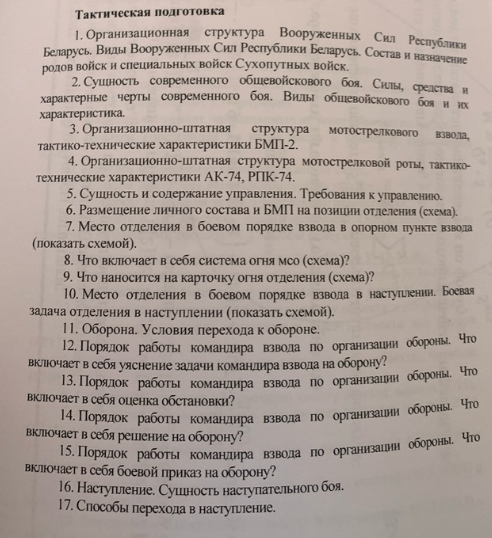 Тактическая подготовка
1. Организационная структура Вооруженных Сил Республики
Беларусь. Виды Вооруженных Сил Республики Беларусь. Состав и назначение
родов войск и специальных войск Сухопутных войск.
2. Сущность современного общевойскового боя. Силы, средства и
характерные черты современного боя. Виды общевойскового боя и их
характеристика.
3. Организационно-штатная структура мотострелкового взвода,
тактико-технические характеристики БМП-2.
4. Организационно-штатная структура мотострелковой роты, тактико-
технические характеристики АК-74, РПК-74.
5. Сущность и содержание управления. Требования к управлению.
6. Размещение личного состава и БМП на позиции отделения (схема).
7. Место отделения в боевом порядке взвода в опорном пункте взвода
(показать схемой).
8. Что включает в себя система огня мсо (схема)?
9. Что наносится на карточку огня отделения (схема)?
10. Место отделения в боевом порядке взвода в наступлении. Боевая
задача отделения в наступлении (показать схемой).
11. Оборона. Условия перехода к обороне.
12. Порядок работы командира взвода по организации обороны. Что
включает в себя уяснение задачи командира взвода на оборону?
13. Порядок работы командира взвода по организации обороны. Что
включает в себя оценка обстановки?
14. Порядок работы командира взвода по организации обороны. Что
включает в себя решение на оборону?
15. Порядок работы командира взвода по организации обороны. Что
включает в себя боевой приказ на оборону?
16. Наступление. Сущность наступательного боя.
17. Способы перехода в наступление.